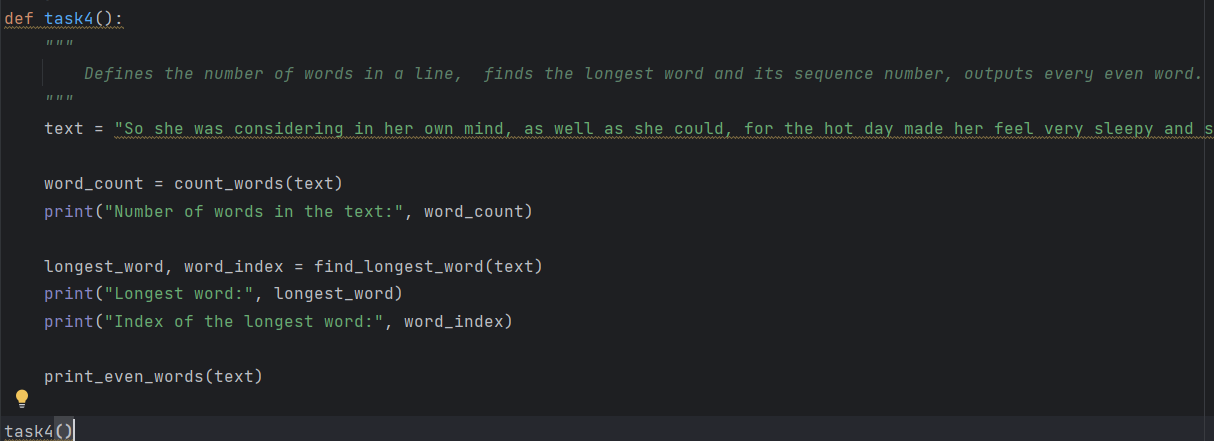 def task4():
"""
Defines the number of words in a line,  finds the longest word and its sequence number, outputs every even word.
"""
text = "So she was considering in her own mind, as well as she could, for the hot day made her feel very sleepy and s
word_count = count_words(text)
print("Number of words in the text:", word_count)
longest_word, word_index = find_longest_word(text)
print("Longest word:", longest_word)
print("Index of the longest word:", word_index)
print_even_words(text)
task4()